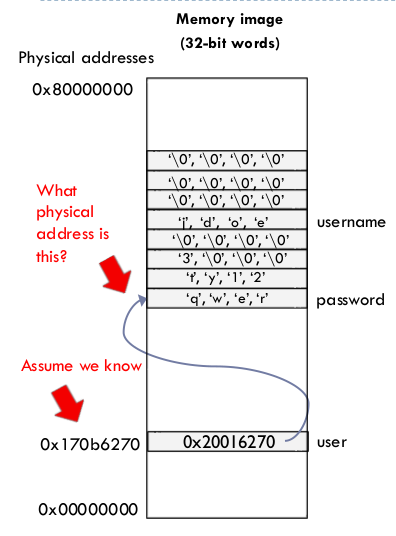 Memory image
(32-bit words)
Physical addresses
0x80000000
'\0', '\0', '\0', '\0'
'\0', '\0', '\0', '\0'
'\0', '\0', '\0', '\0'
'j', 'd', 'o', 'e'
username
'\0', '\0', '\0', '\0'
'3', '\0', '\0', '\0'
't', 'y', '1', '2'
'q', 'w', 'e', 'r'
password
What
physical
address is
this?
Assume we know
0x170b6270
0x20016270
user
0x00000000